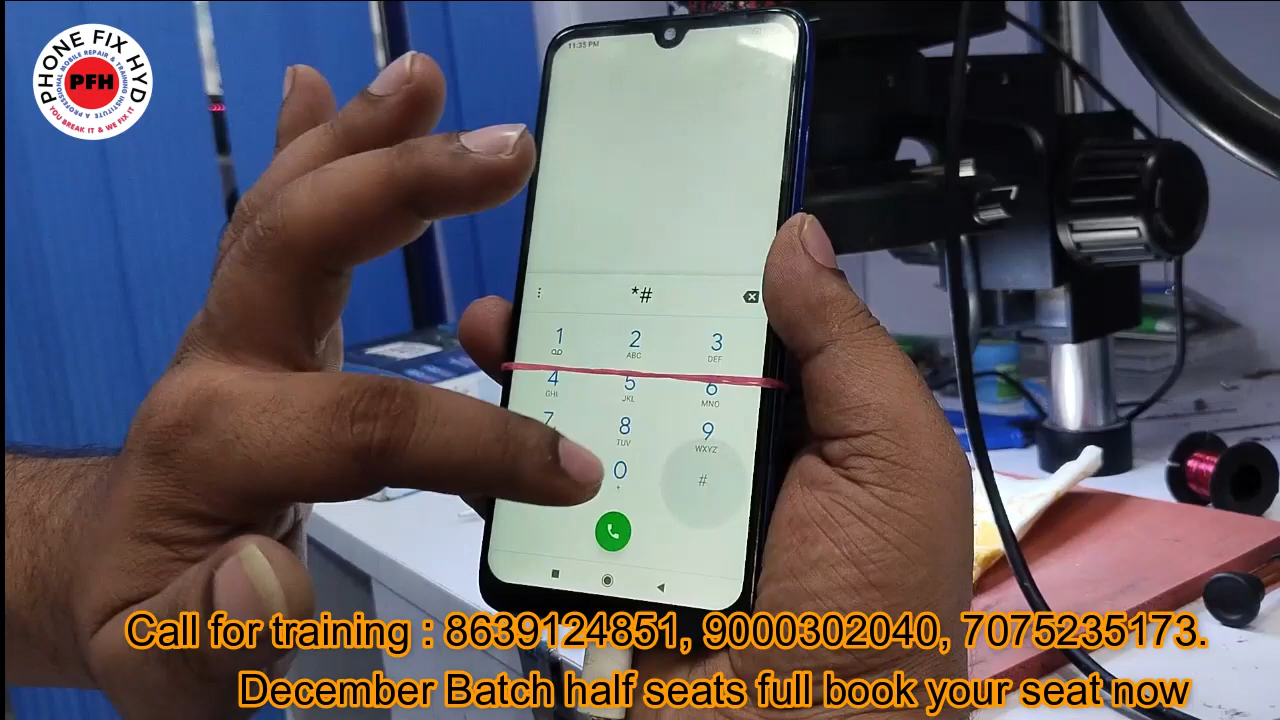 PHONE FIX HYD
A PROFESSIONAL MOBILE REPAIR & TRAINING INSTITUTE
PFH
YOU BREAK IT & WE FIX IT
11:35 PM
*#
1 2 3
ABC DEF
4 5 6
GHI JKL MNO
7 8 9
TUV WXYZ
0 #
+
Call for training : 8639124851, 9000302040, 7075235173.
December Batch half seats full book your seat now